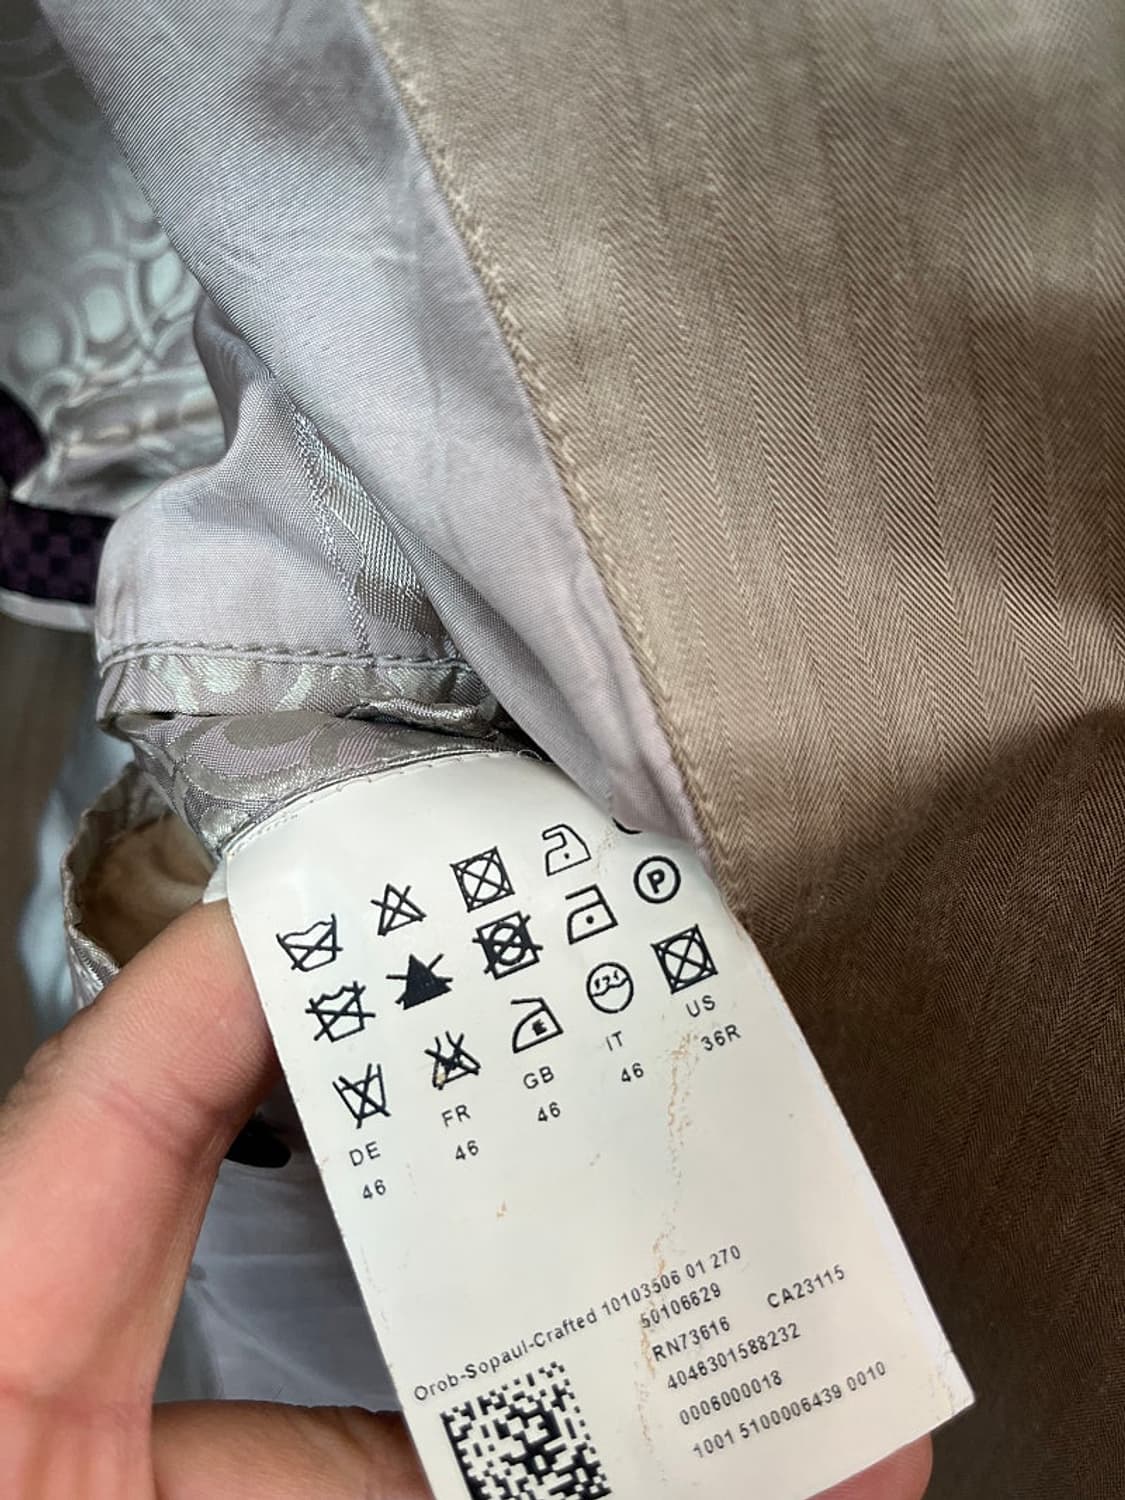 P
DE FR GB IT US
46 46 46 46 36R
Orob-Sopaul-Crafted 10103506 01 270
50106629
RN73616 CA23115
4046301588232
0006000018
1001 5100006439 0010